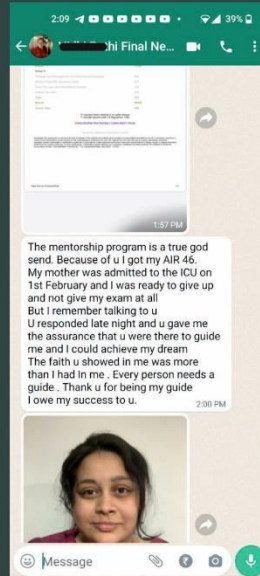 2:09
39%
chi Final Ne...
1:57 PM
The mentorship program is a true god
send. Because of u I got my AIR 46.
My mother was admitted to the ICU on
1st February and I was ready to give up
and not give my exam at all
But I remember talking to u
U responded late night and u gave me
the assurance that u were there to guide
me and I could achieve my dream
The faith u showed in me was more
than I had In me . Every person needs a
guide . Thank u for being my guide
I owe my success to u.
2:00 PM
Message